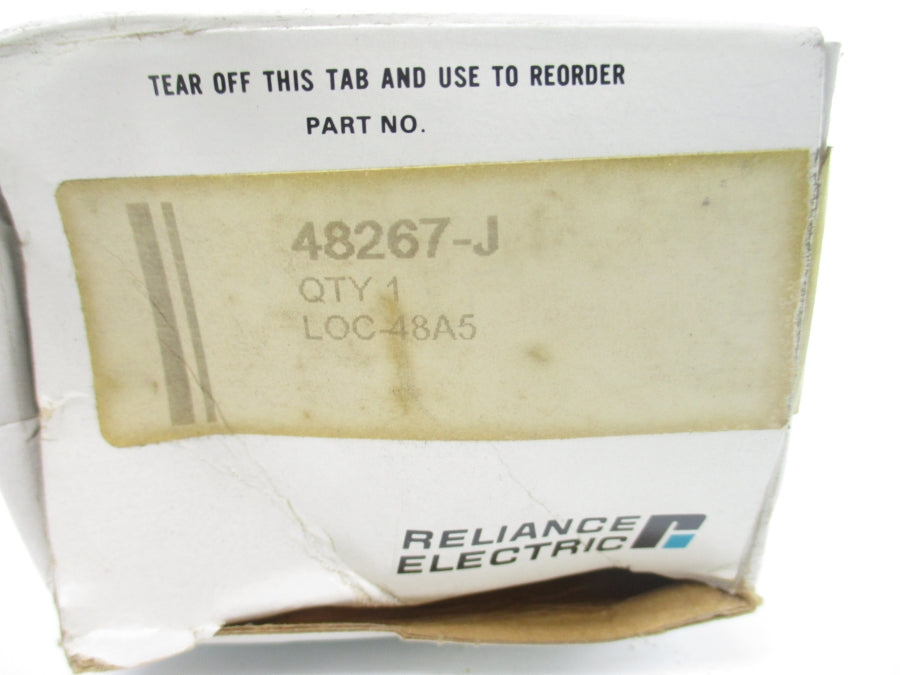 TEAR OFF THIS TAB AND USE TO REORDER
PART NO.
48267-J
QTY 1
LOC-48A5
RELIANCE
ELECTRIC